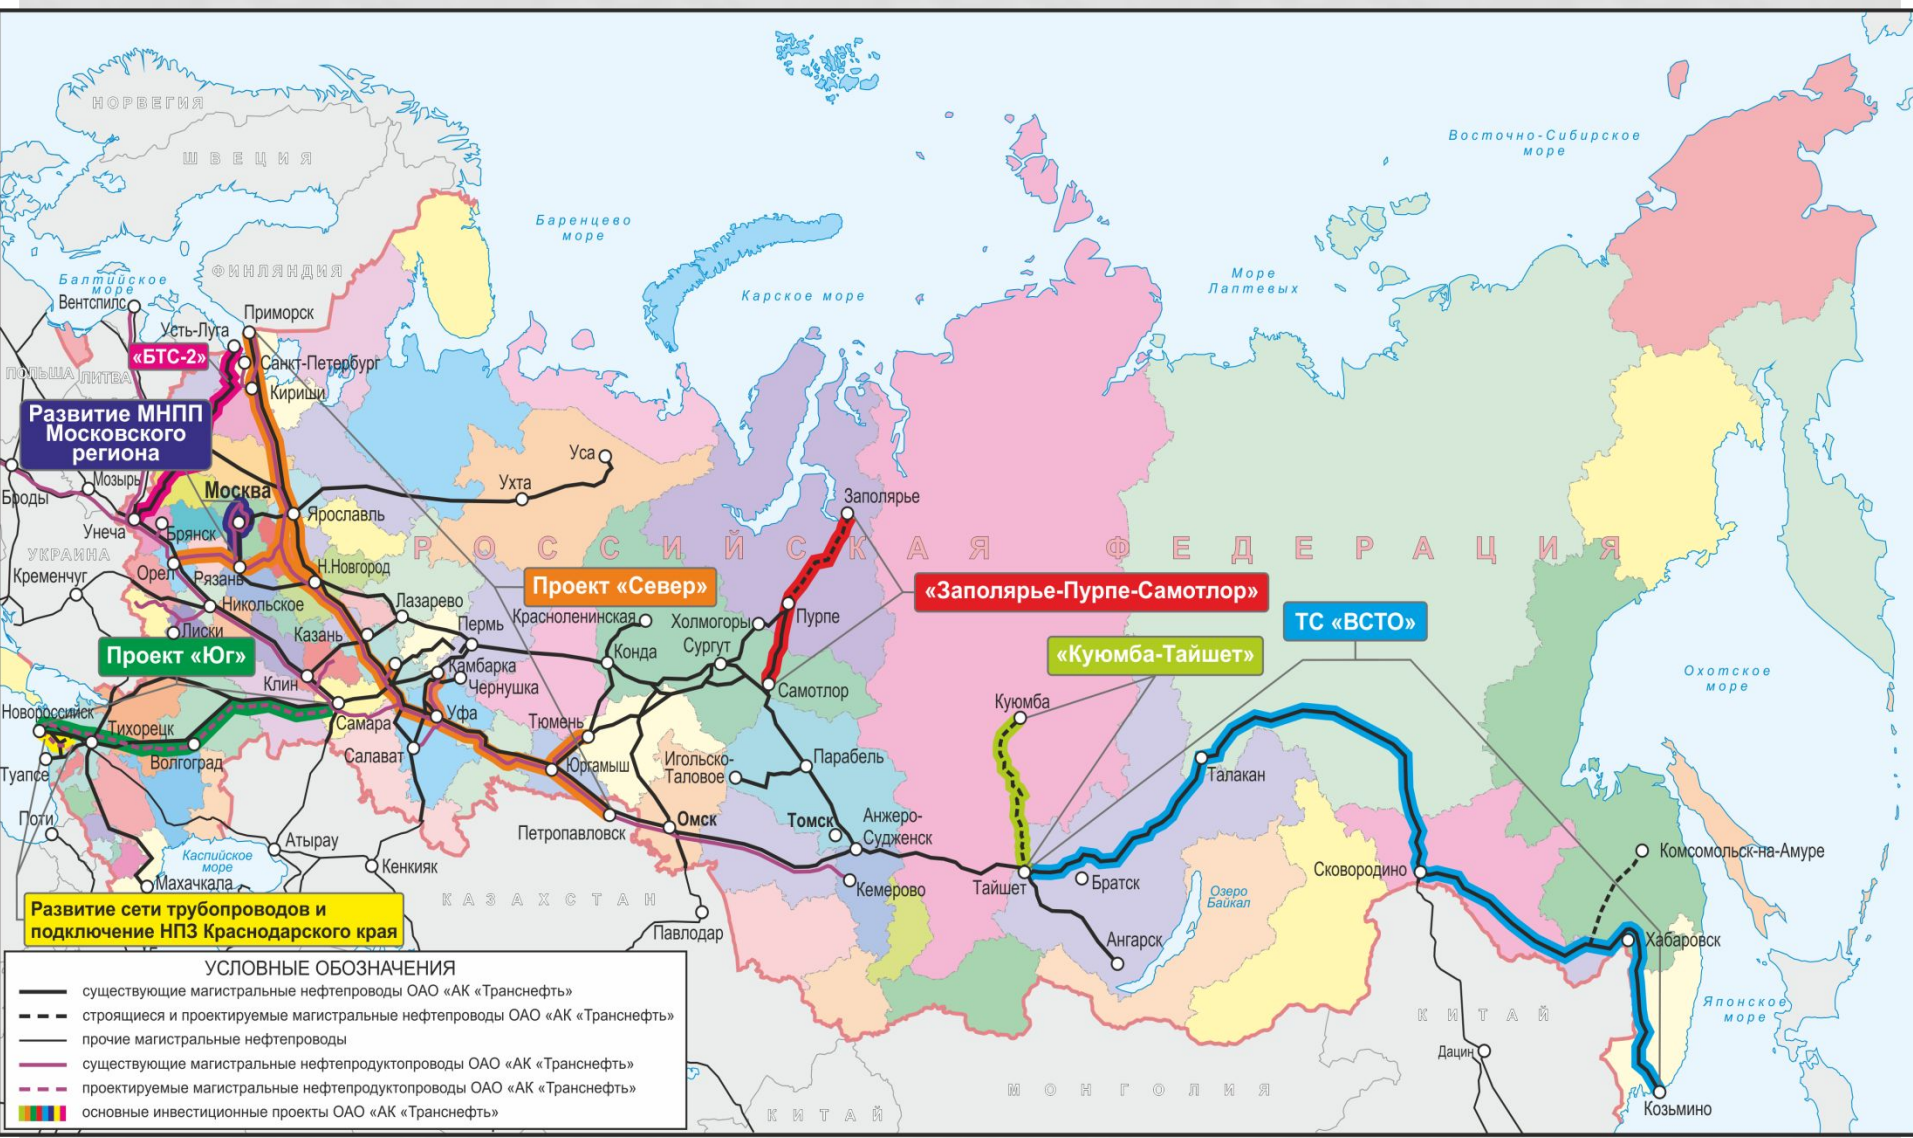 НОРВЕГИЯ
ШВЕЦИЯ
ФИНЛЯНДИЯ
Баренцево
море
Карское море
Море
Лаптевых
Восточно-Сибирское
море
Балтийское
море
Вентспилс
Приморск
Усть-Луга
«БТС-2»
Санкт-Петербург
Кириши
ПОЛЬША
ЛИТВА
Развитие МНПП
Московского
региона
Мозырь
Броды
Москва
Унеча
Брянск
Ярославль
Ухта
Уса
Заполярье
УКРАИНА
РОССИЙСКАЯ ФЕДЕРАЦИЯ
Кременчуг
Орел
Рязань
Н.Новгород
Проект «Север»
«Заполярье-Пурпе-Самотлор»
ТС «ВСТО»
Никольское
Лазарево
Пермь
Красноленинская
Холмогоры
Пурпе
Лиски
Казань
Сургут
Конда
«Куюмба-Тайшет»
Проект «Юг»
Камбарка
Чернушка
Клин
Самотлор
Охотское
море
Куюмба
Новороссийск
Тихорецк
Самара
Уфа
Тюмень
Волгоград
Салават
Юргамыш
Игольско-
Таловое
Парабель
Талакан
Туапсе
Поти
Атырау
Петропавловск
Омск
Томск
Анжеро-
Судженск
Каспийское
море
Кенкияк
Махачкала
Кемерово
Тайшет
Братск
Озеро
Байкал
Сковородино
Комсомольск-на-Амуре
КАЗАХСТАН
Павлодар
Ангарск
Хабаровск
Развитие сети трубопроводов и
подключение НПЗ Краснодарского края
КИТАЙ
Японское
море
Дацин
МОНГОЛИЯ
КИТАЙ
Козьмино
УСЛОВНЫЕ ОБОЗНАЧЕНИЯ
существующие магистральные нефтепроводы ОАО «АК «Транснефть»
строящиеся и проектируемые магистральные нефтепроводы ОАО «АК «Транснефть»
прочие магистральные нефтепроводы
существующие магистральные нефтепродуктопроводы ОАО «АК «Транснефть»
проектируемые магистральные нефтепродуктопроводы ОАО «АК «Транснефть»
основные инвестиционные проекты ОАО «АК «Транснефть»